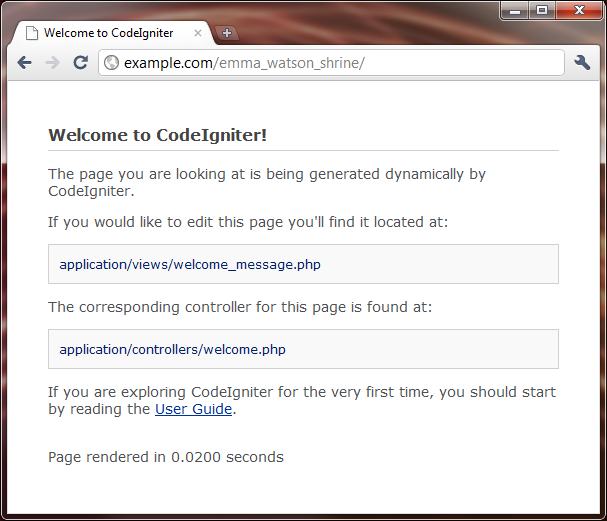 Welcome to CodeIgniter
example.com/emma_watson_shrine/
Welcome to CodeIgniter!
The page you are looking at is being generated dynamically by
CodeIgniter.
If you would like to edit this page you'll find it located at:
application/views/welcome_message.php
The corresponding controller for this page is found at:
application/controllers/welcome.php
If you are exploring CodeIgniter for the very first time, you should start
by reading the User Guide.
Page rendered in 0.0200 seconds